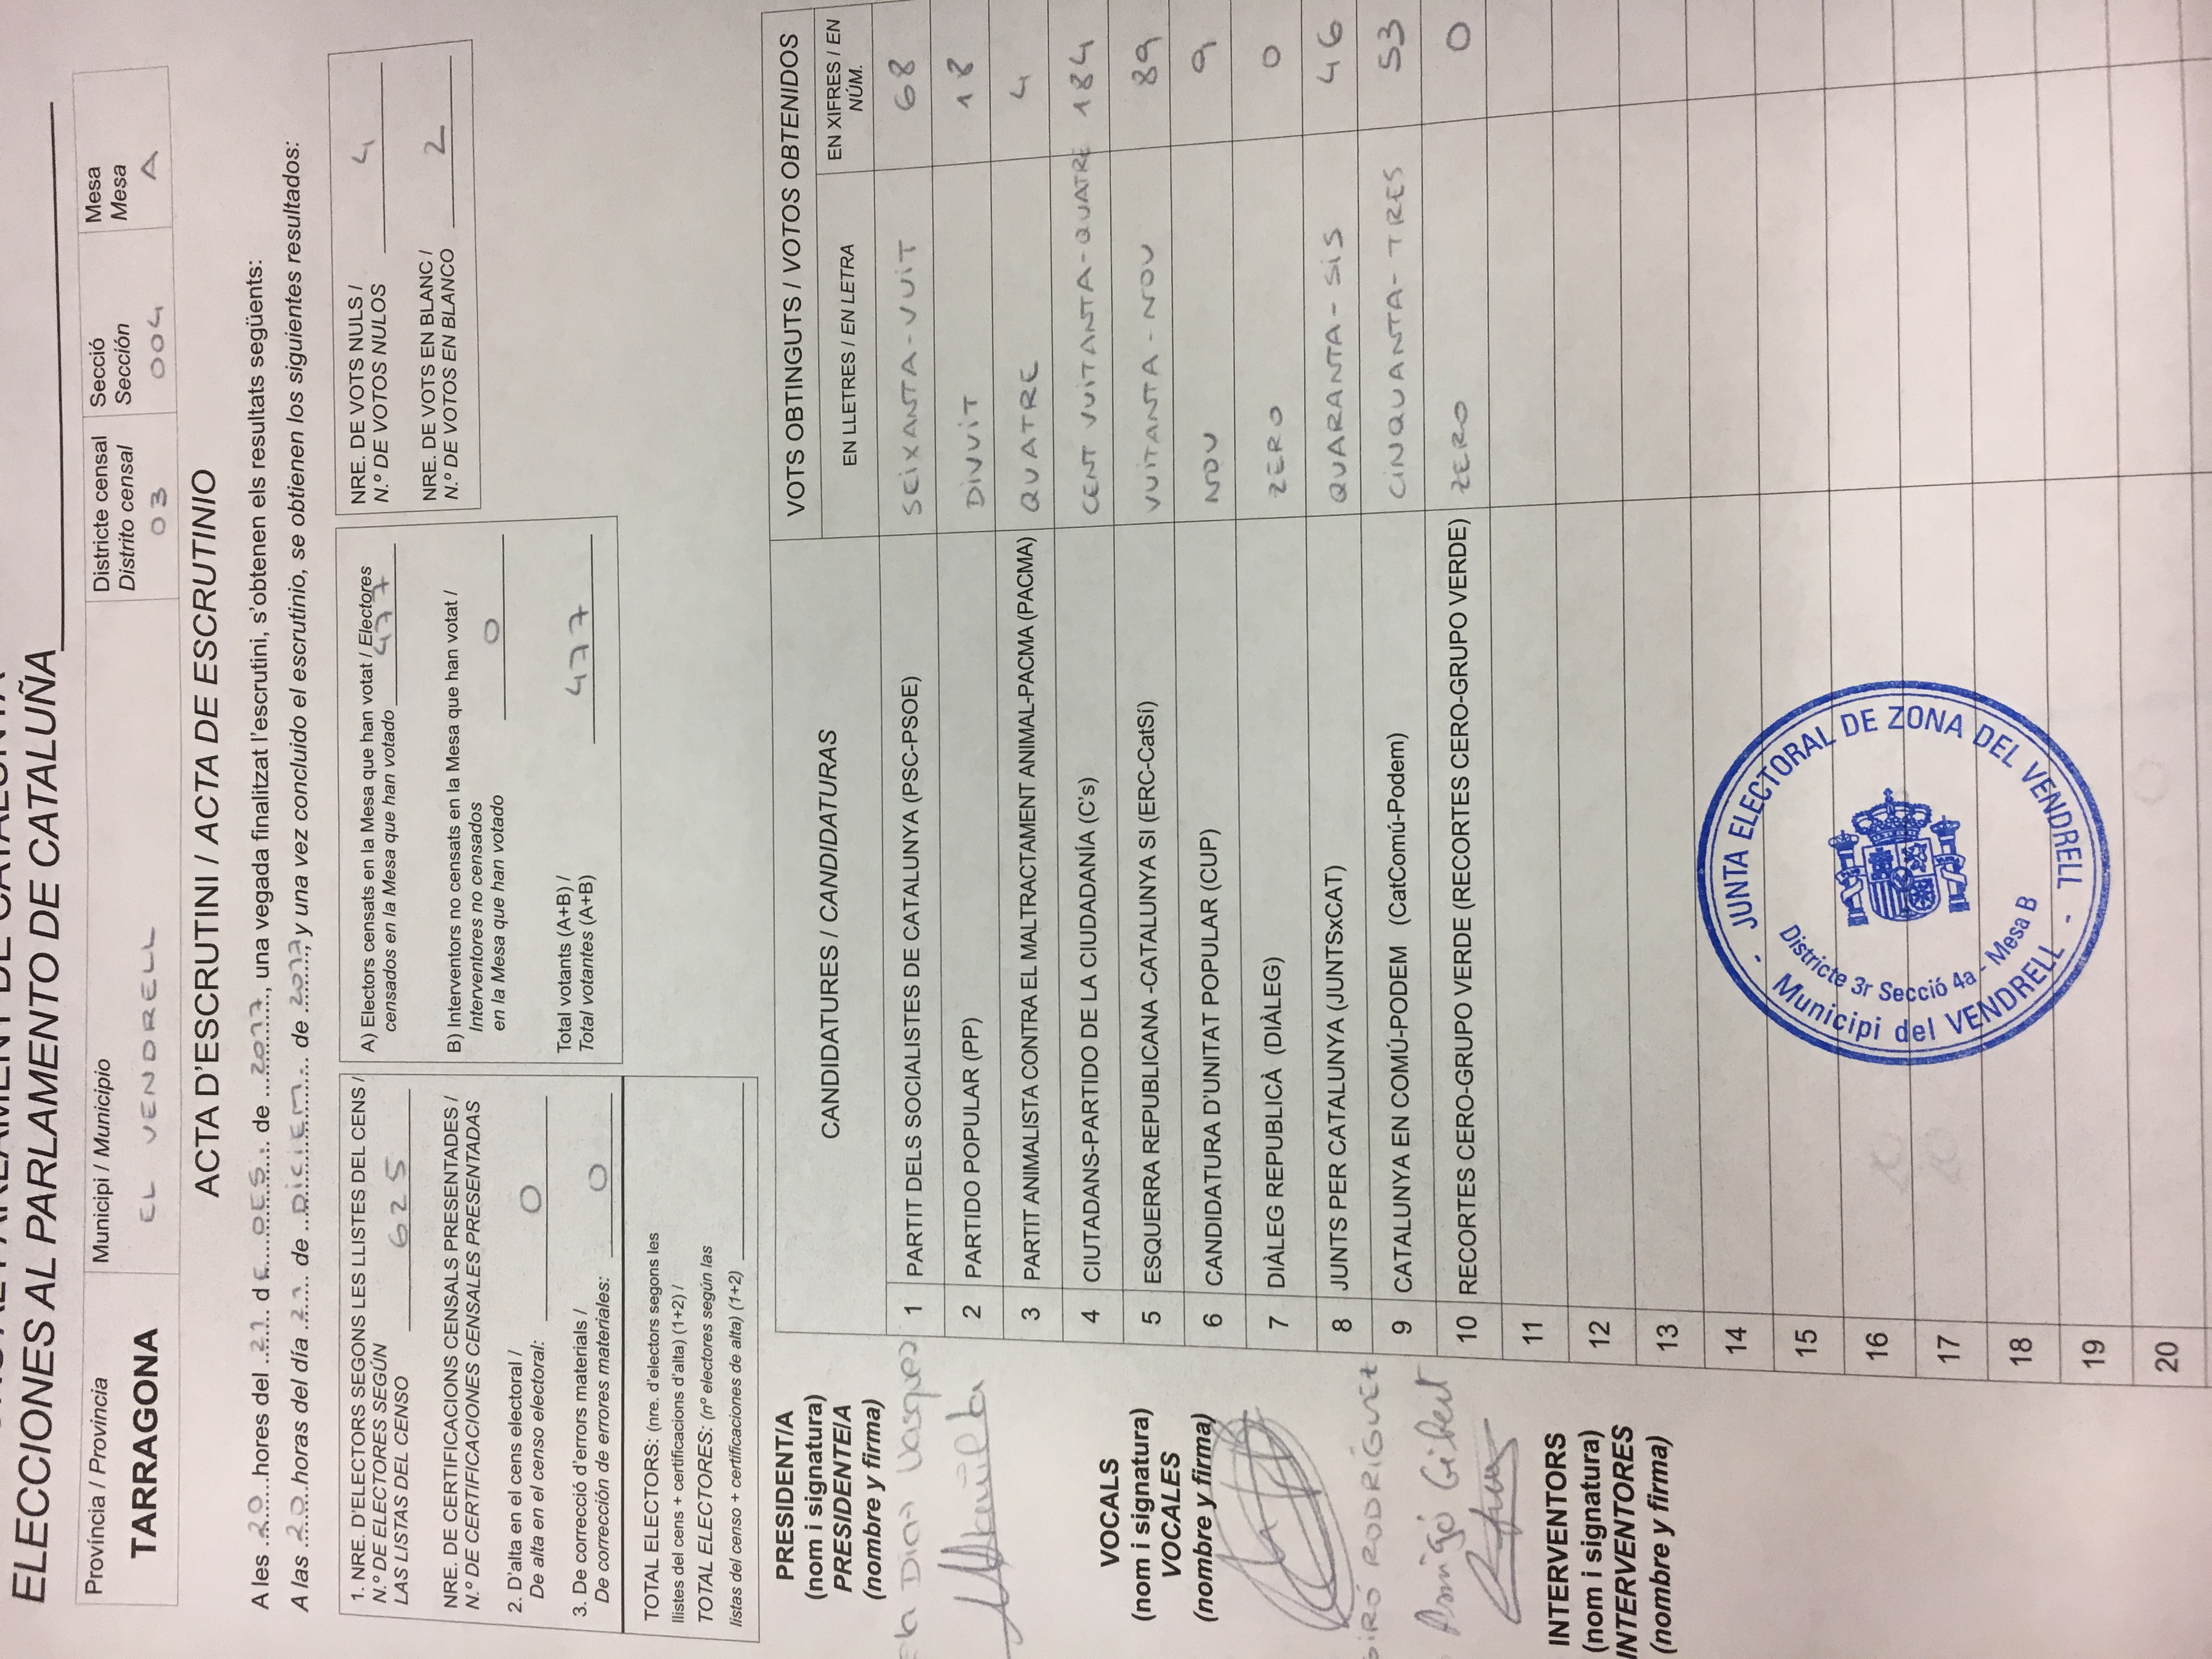 ELECCIONES AL PARLAMENTO DE CATALUÑA
Província / Provincia
TARRAGONA
Municipi / Municipio
EL VENDRELL
Districte censal
Distrito censal
03
Secció
Sección
004
Mesa
Mesa
A
ACTA D'ESCRUTINI / ACTA DE ESCRUTINIO
A les ..20.... hores del ..21.. de DES... de ..2017..., una vegada finalitzat l'escrutini, s'obtenen els resultats següents:
A las ..20.. horas del día ..21.. de ..DICIEM.... de ..2017.., y una vez concluido el escrutinio, se obtienen los siguientes resultados:
1. NRE. D'ELECTORS SEGONS LES LLISTES DEL CENS /
N.º DE ELECTORES SEGÚN
LAS LISTAS DEL CENSO 625
NRE. DE CERTIFICACIONS CENSALS PRESENTADES /
N.º DE CERTIFICACIONES CENSALES PRESENTADAS
2. D'alta en el cens electoral /
De alta en el censo electoral: 0
3. De correcció d'errors materials /
De corrección de errores materiales: 0
TOTAL ELECTORS: (nre. d'electors segons les
llistes del cens + certificacions d'alta) (1+2) /
TOTAL ELECTORES: (nº electores según las
listas del censo + certificaciones de alta) (1+2)
A) Electors censats en la Mesa que han votat / Electores
censados en la Mesa que han votado 477
B) Interventors no censats en la Mesa que han votat /
Interventores no censados
en la Mesa que han votado 0
Total votants (A+B) /
Total votantes (A+B) 477
NRE. DE VOTS NULS /
N.º DE VOTOS NULOS 4
NRE. DE VOTS EN BLANC /
N.º DE VOTOS EN BLANCO 2
PRESIDENT/A
(nom i signatura)
PRESIDENTE/A
(nombre y firma)
VOCALS
(nom i signatura)
VOCALES
(nombre y firma)
GIRÓ RODRÍGUEZ
Amigó Gibert
INTERVENTORS
(nom i signatura)
INTERVENTORES
(nombre y firma)
CANDIDATURES / CANDIDATURAS
VOTS OBTINGUTS / VOTOS OBTENIDOS
EN LLETRES / EN LETRA
EN XIFRES / EN NÚM.
1 PARTIT DELS SOCIALISTES DE CATALUNYA (PSC-PSOE) SEIXANTA-VUIT 68
2 PARTIDO POPULAR (PP) DIVUIT 18
3 PARTIT ANIMALISTA CONTRA EL MALTRACTAMENT ANIMAL-PACMA (PACMA) QUATRE 4
4 CIUTADANS-PARTIDO DE LA CIUDADANÍA (C's) CENT VUITANTA-QUATRE 184
5 ESQUERRA REPUBLICANA -CATALUNYA SI (ERC-CatSí) VUITANTA-NOU 89
6 CANDIDATURA D'UNITAT POPULAR (CUP) NOU 9
7 DIÀLEG REPUBLICÀ (DIÀLEG) ZERO 0
8 JUNTS PER CATALUNYA (JUNTSxCAT) QUARANTA-SIS 46
9 CATALUNYA EN COMÚ-PODEM (CatComú-Podem) CINQUANTA-TRES 53
10 RECORTES CERO-GRUPO VERDE (RECORTES CERO-GRUPO VERDE) ZERO 0
11
12
13
14
15
16
17
18
19
20
- JUNTA ELECTORAL DE ZONA DEL VENDRELL -
Districte 3r Secció 4a - Mesa B
Municipi del VENDRELL